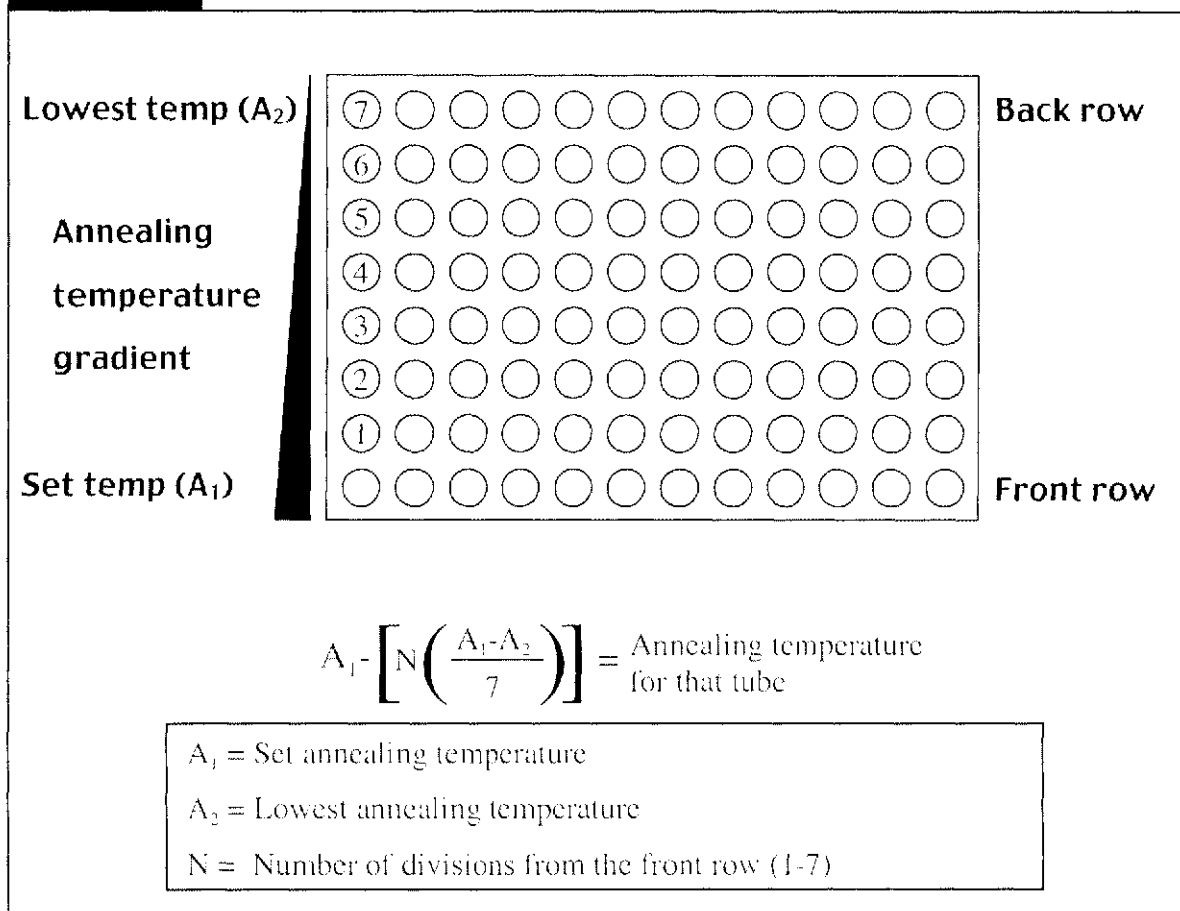 Lowest temp (A₂)
7
Back row
6
5
Annealing
temperature
gradient
4
3
2
1
Set temp (A₁)
Front row
A₁-[N((A₁-A₂)/7)] = Annealing temperature
for that tube
A₁ = Set annealing temperature
A₂ = Lowest annealing temperature
N = Number of divisions from the front row (1-7)